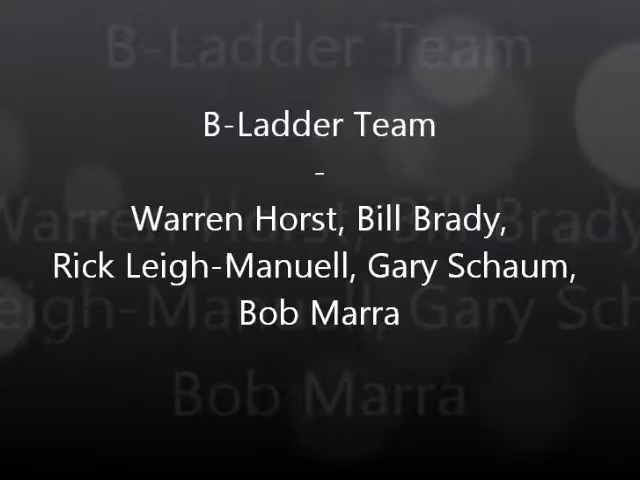 B-Ladder Team
-
Warren Horst, Bill Brady,
Rick Leigh-Manuell, Gary Schaum,
Bob Marra